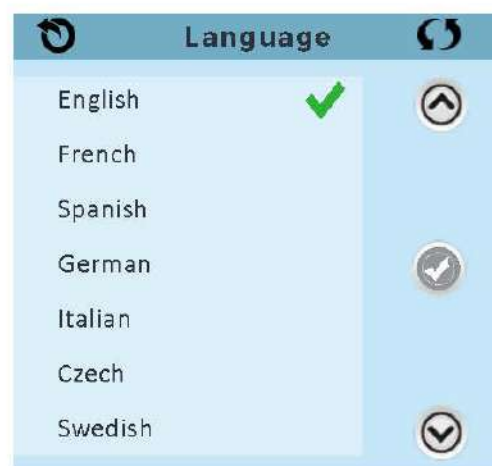 Language
English
French
Spanish
German
Italian
Czech
Swedish